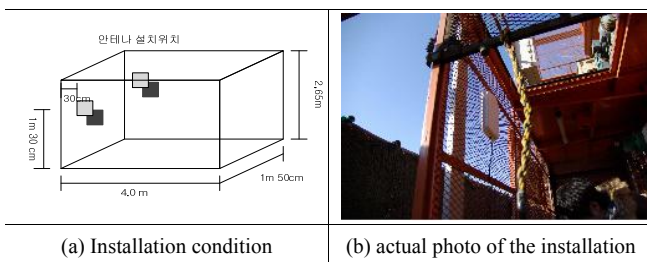 안테나 설치위치
30cm
1m 30 cm
2,65m
4.0 m
1m 50cm
(a) Installation condition
(b) actual photo of the installation